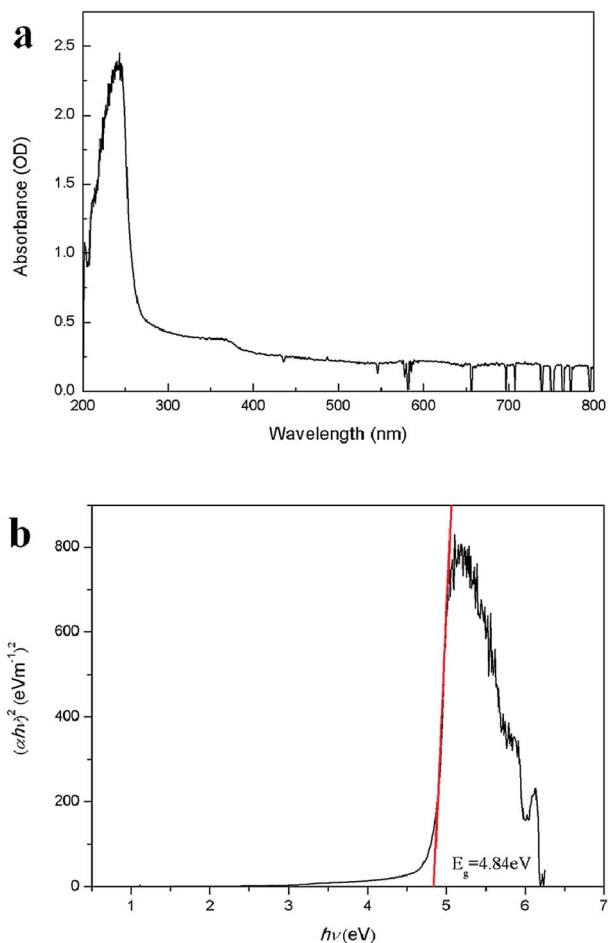 a
2.5
2.0
1.5
1.0
0.5
0.0
Absorbance (OD)
200 300 400 500 600 700 800
Wavelength (nm)
b
800
600
400
200
0
(αhν)² (eVm⁻¹)²
E_g=4.84eV
1 2 3 4 5 6 7
hν(eV)